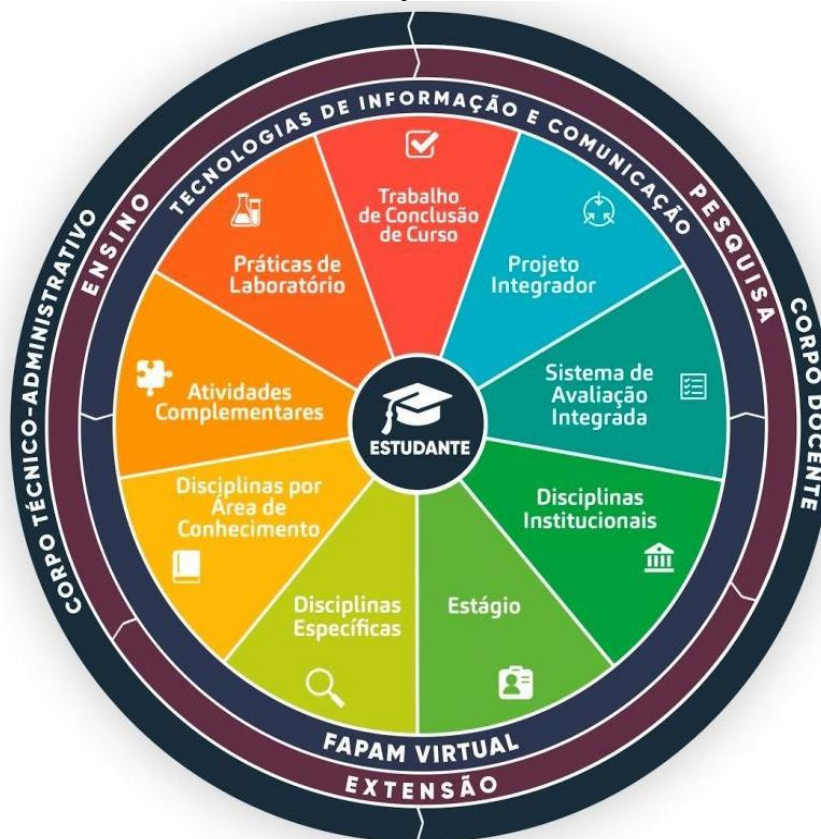 TECNOLOGIAS DE INFORMAÇÃO E COMUNICAÇÃO
ENSINO
PESQUISA
CORPO TÉCNICO-ADMINISTRATIVO
CORPO DOCENTE
Trabalho
de Conclusão
de Curso
Práticas de
Laboratório
Projeto
Integrador
Atividades
Complementares
Sistema de
Avaliação
Integrada
ESTUDANTE
Disciplinas por
Área de
Conhecimento
Disciplinas
Institucionais
Disciplinas
Específicas
Estágio
FAPAM VIRTUAL
EXTENSÃO